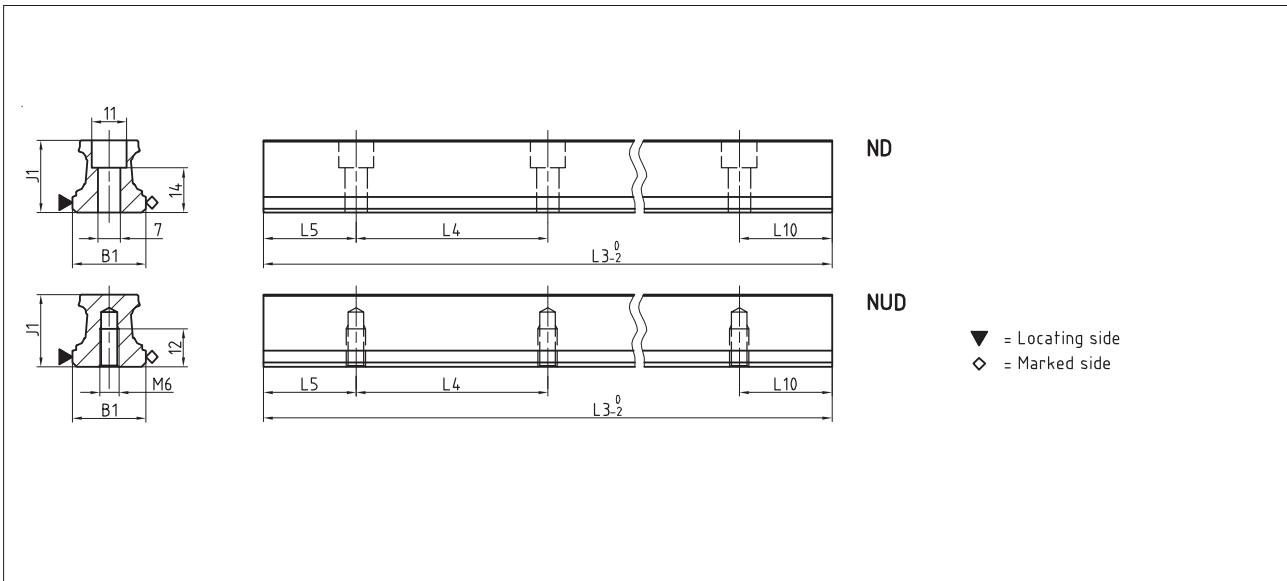 11
ND
J1
14
7
B1
L5
L4
L10
L3 0 -2
NUD
J1
12
M6
B1
L5
L4
L10
L3 0 -2
= Locating side
= Marked side